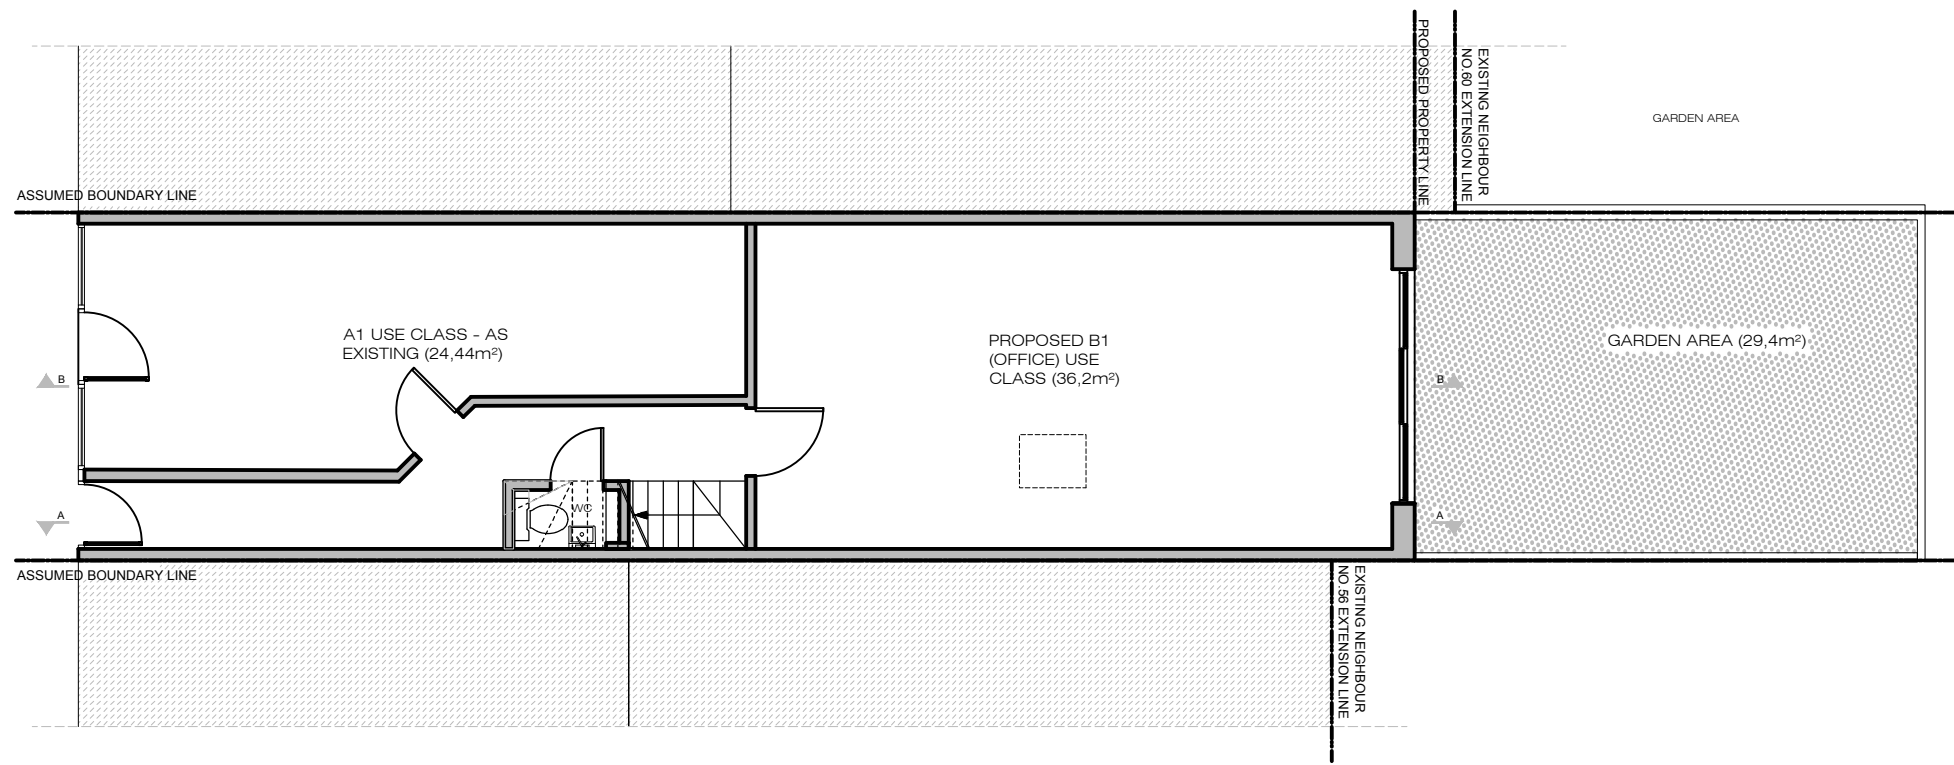 PROPOSED PROPERTY LINE
EXISTING NEIGHBOUR
NO.60 EXTENSION LINE
GARDEN AREA
ASSUMED BOUNDARY LINE
A1 USE CLASS - AS
EXISTING (24,44m²)
PROPOSED B1
(OFFICE) USE
CLASS (36,2m²)
GARDEN AREA (29,4m²)
B
B
WC
A
A
ASSUMED BOUNDARY LINE
EXISTING NEIGHBOUR
NO.56 EXTENSION LINE